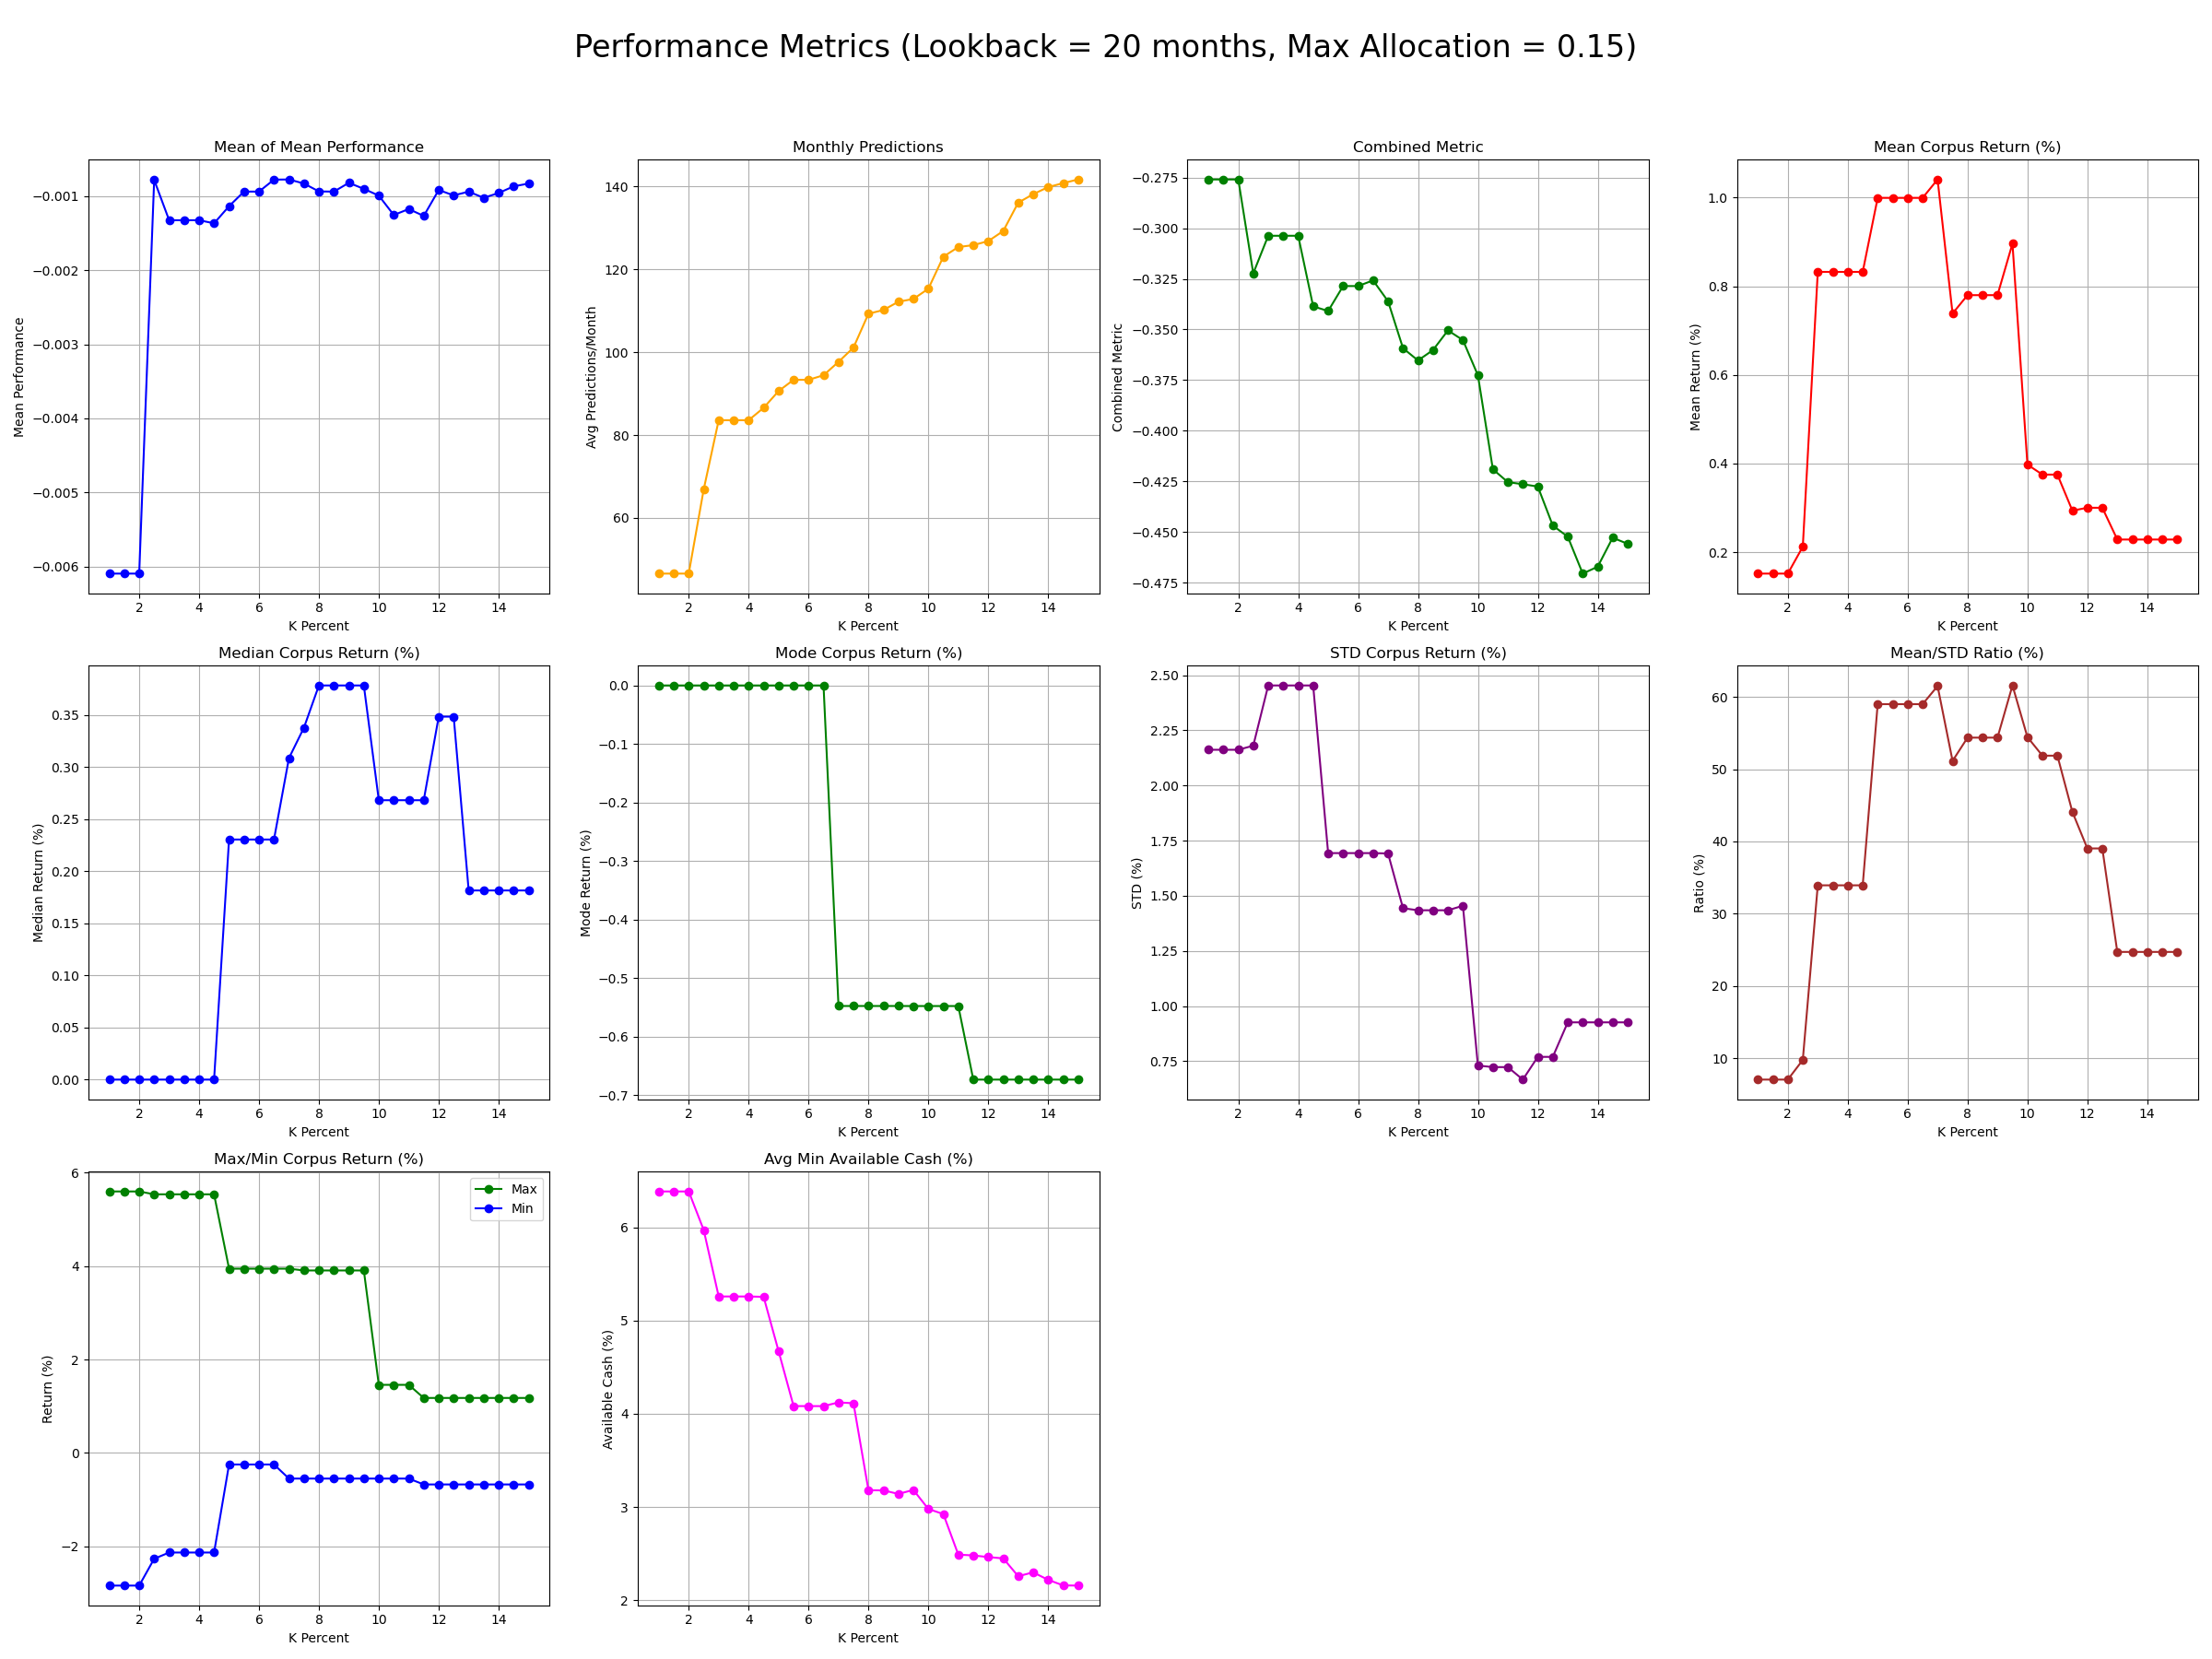 Performance Metrics (Lookback = 20 months, Max Allocation = 0.15)
Mean of Mean Performance
Mean Performance
−0.001
−0.002
−0.003
−0.004
−0.005
−0.006
2 4 6 8 10 12 14
K Percent
Monthly Predictions
Avg Predictions/Month
140
120
100
80
60
2 4 6 8 10 12 14
K Percent
Combined Metric
Combined Metric
−0.275
−0.300
−0.325
−0.350
−0.375
−0.400
−0.425
−0.450
−0.475
2 4 6 8 10 12 14
K Percent
Mean Corpus Return (%)
Mean Return (%)
1.0
0.8
0.6
0.4
0.2
2 4 6 8 10 12 14
K Percent
Median Corpus Return (%)
Median Return (%)
0.35
0.30
0.25
0.20
0.15
0.10
0.05
0.00
2 4 6 8 10 12 14
K Percent
Mode Corpus Return (%)
Mode Return (%)
0.0
−0.1
−0.2
−0.3
−0.4
−0.5
−0.6
−0.7
2 4 6 8 10 12 14
K Percent
STD Corpus Return (%)
STD (%)
2.50
2.25
2.00
1.75
1.50
1.25
1.00
0.75
2 4 6 8 10 12 14
K Percent
Mean/STD Ratio (%)
Ratio (%)
60
50
40
30
20
10
2 4 6 8 10 12 14
K Percent
Max/Min Corpus Return (%)
Return (%)
6
4
2
0
−2
Max
Min
2 4 6 8 10 12 14
K Percent
Avg Min Available Cash (%)
Available Cash (%)
6
5
4
3
2
2 4 6 8 10 12 14
K Percent